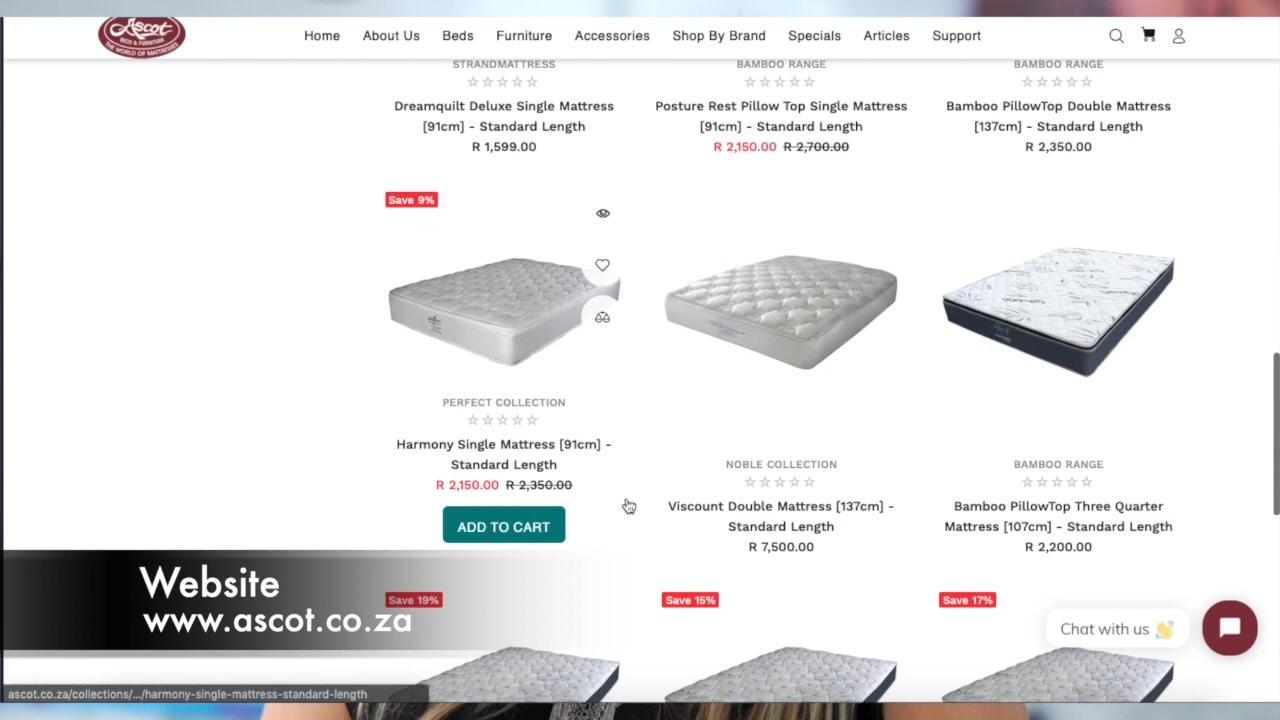 Ascot
BEDS & FURNITURE
THE WORLD OF MATTRESSES
Home
About Us
Beds
Furniture
Accessories
Shop By Brand
Specials
Articles
Support
STRANDMATTRESS
Dreamquilt Deluxe Single Mattress
[91cm] - Standard Length
R 1,599.00
BAMBOO RANGE
Posture Rest Pillow Top Single Mattress
[91cm] - Standard Length
R 2,150.00 R 2,700.00
BAMBOO RANGE
Bamboo PillowTop Double Mattress
[137cm] - Standard Length
R 2,350.00
Save 9%
PERFECT COLLECTION
Harmony Single Mattress [91cm] -
Standard Length
R 2,150.00 R 2,350.00
ADD TO CART
NOBLE COLLECTION
Viscount Double Mattress [137cm] -
Standard Length
R 7,500.00
BAMBOO RANGE
Bamboo PillowTop Three Quarter
Mattress [107cm] - Standard Length
R 2,200.00
Website
www.ascot.co.za
Save 19%
Save 15%
Save 17%
Chat with us 👋
ascot.co.za/collections/.../harmony-single-mattress-standard-length